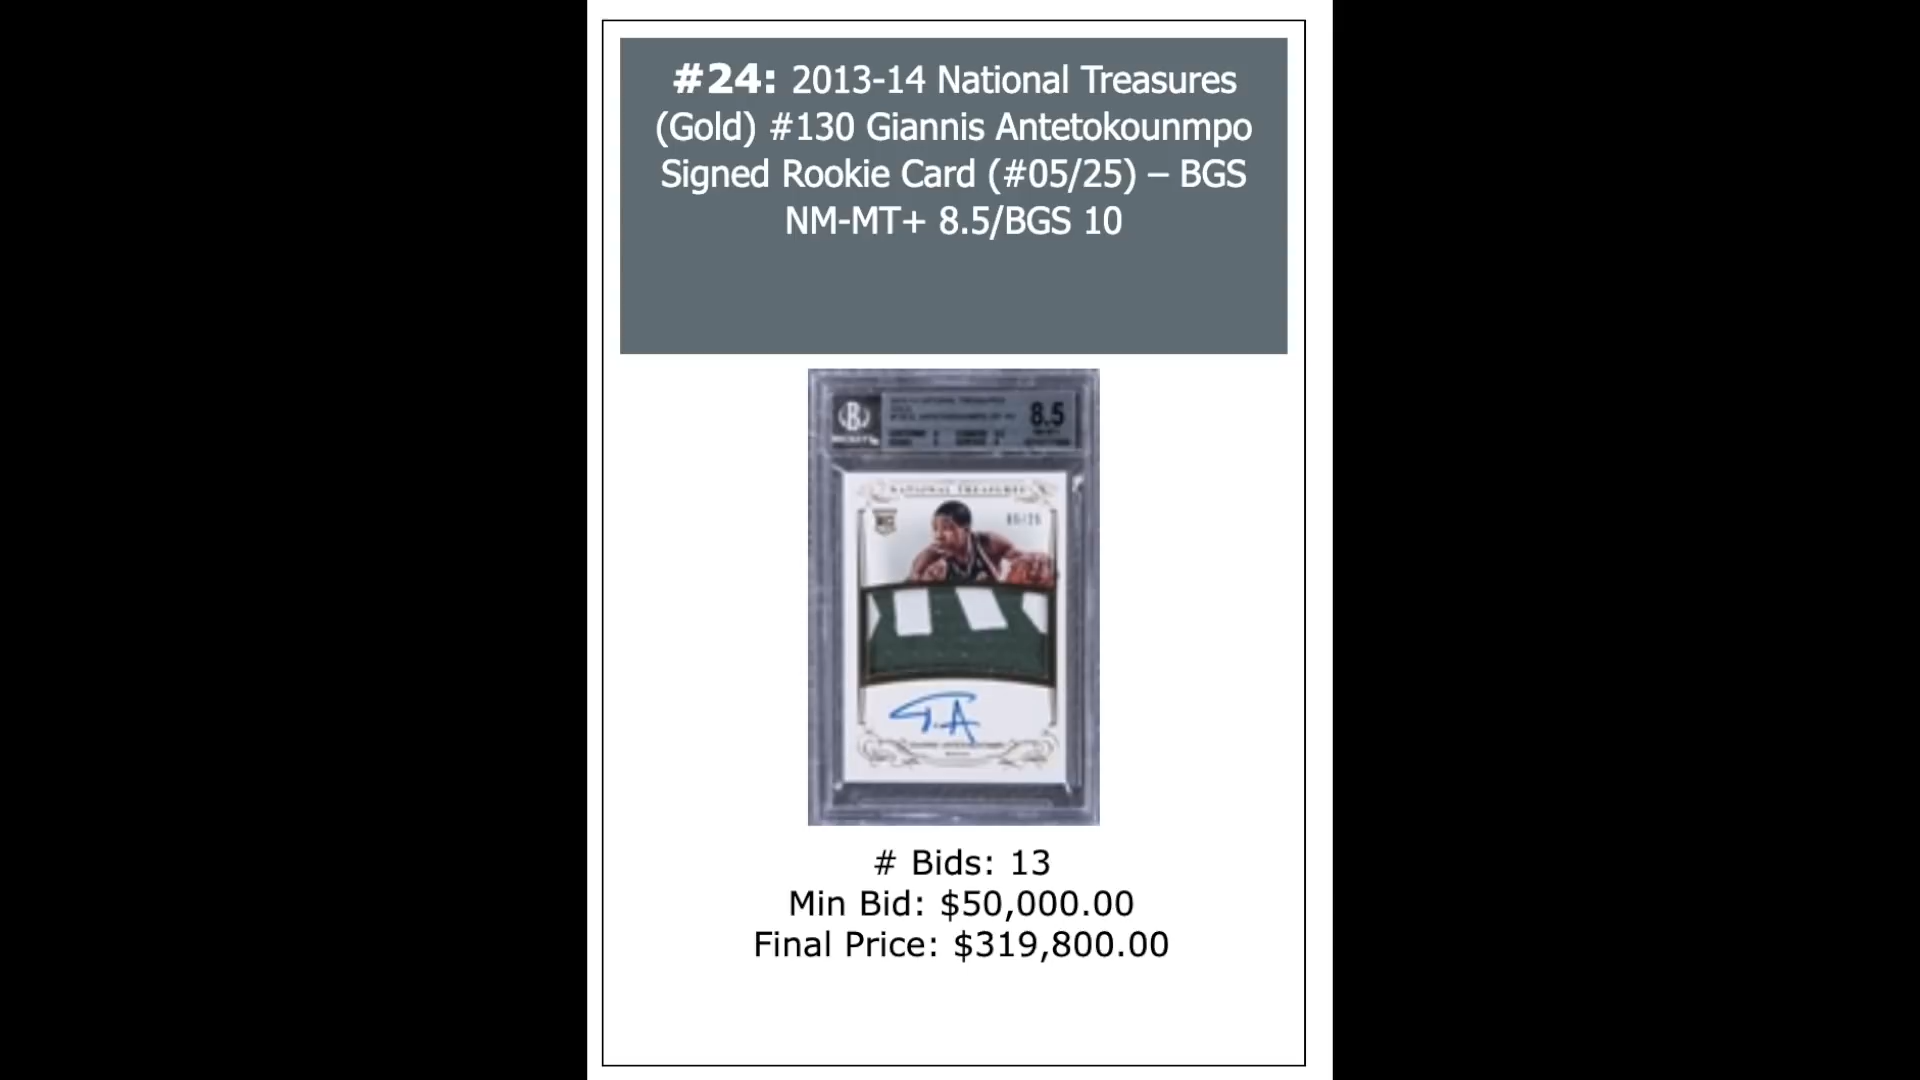 #24: 2013-14 National Treasures
(Gold) #130 Giannis Antetokounmpo
Signed Rookie Card (#05/25) – BGS
NM-MT+ 8.5/BGS 10
8.5
NATIONAL TREASURES
RC
05/25
# Bids: 13
Min Bid: $50,000.00
Final Price: $319,800.00